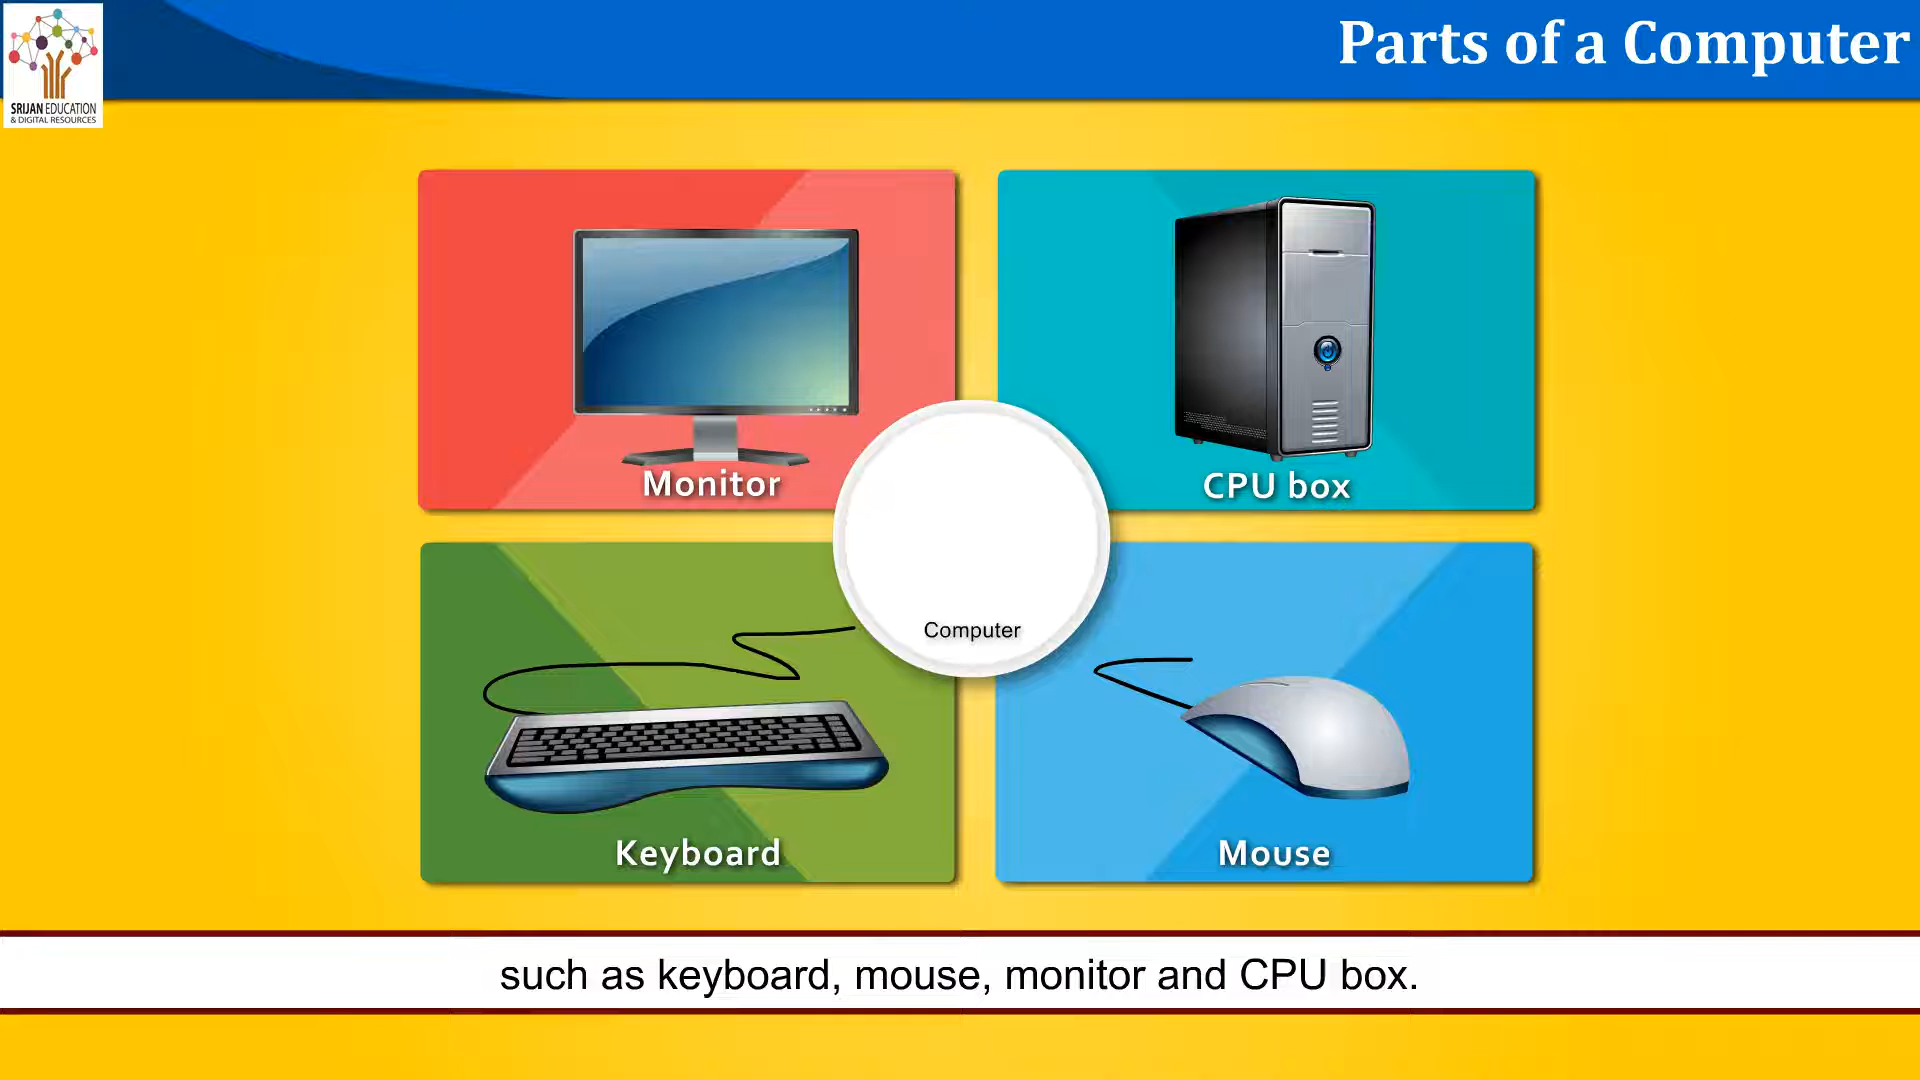 SRIJAN EDUCATION
& DIGITAL RESOURCES
Parts of a Computer
Monitor
CPU box
Computer
Keyboard
Mouse
such as keyboard, mouse, monitor and CPU box.